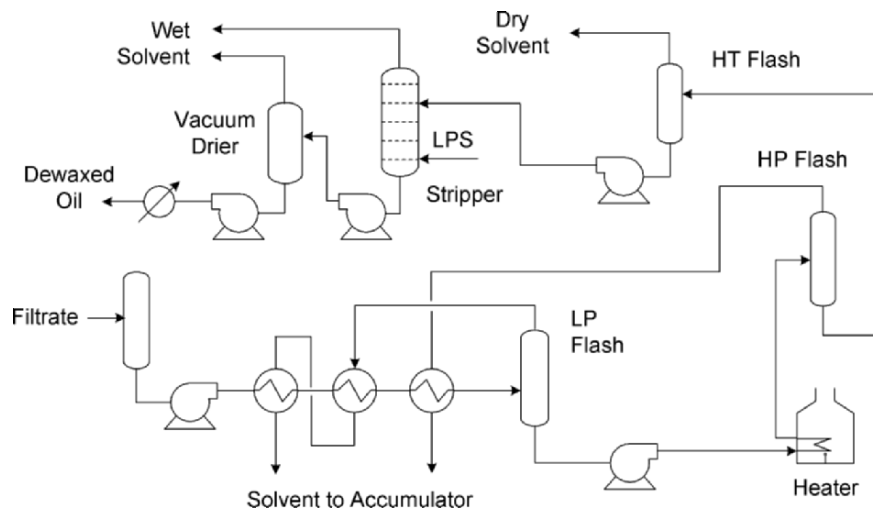 Wet
Solvent
Dry
Solvent
HT Flash
Vacuum
Drier
LPS
HP Flash
Dewaxed
Oil
Stripper
Filtrate
LP
Flash
Solvent to Accumulator
Heater